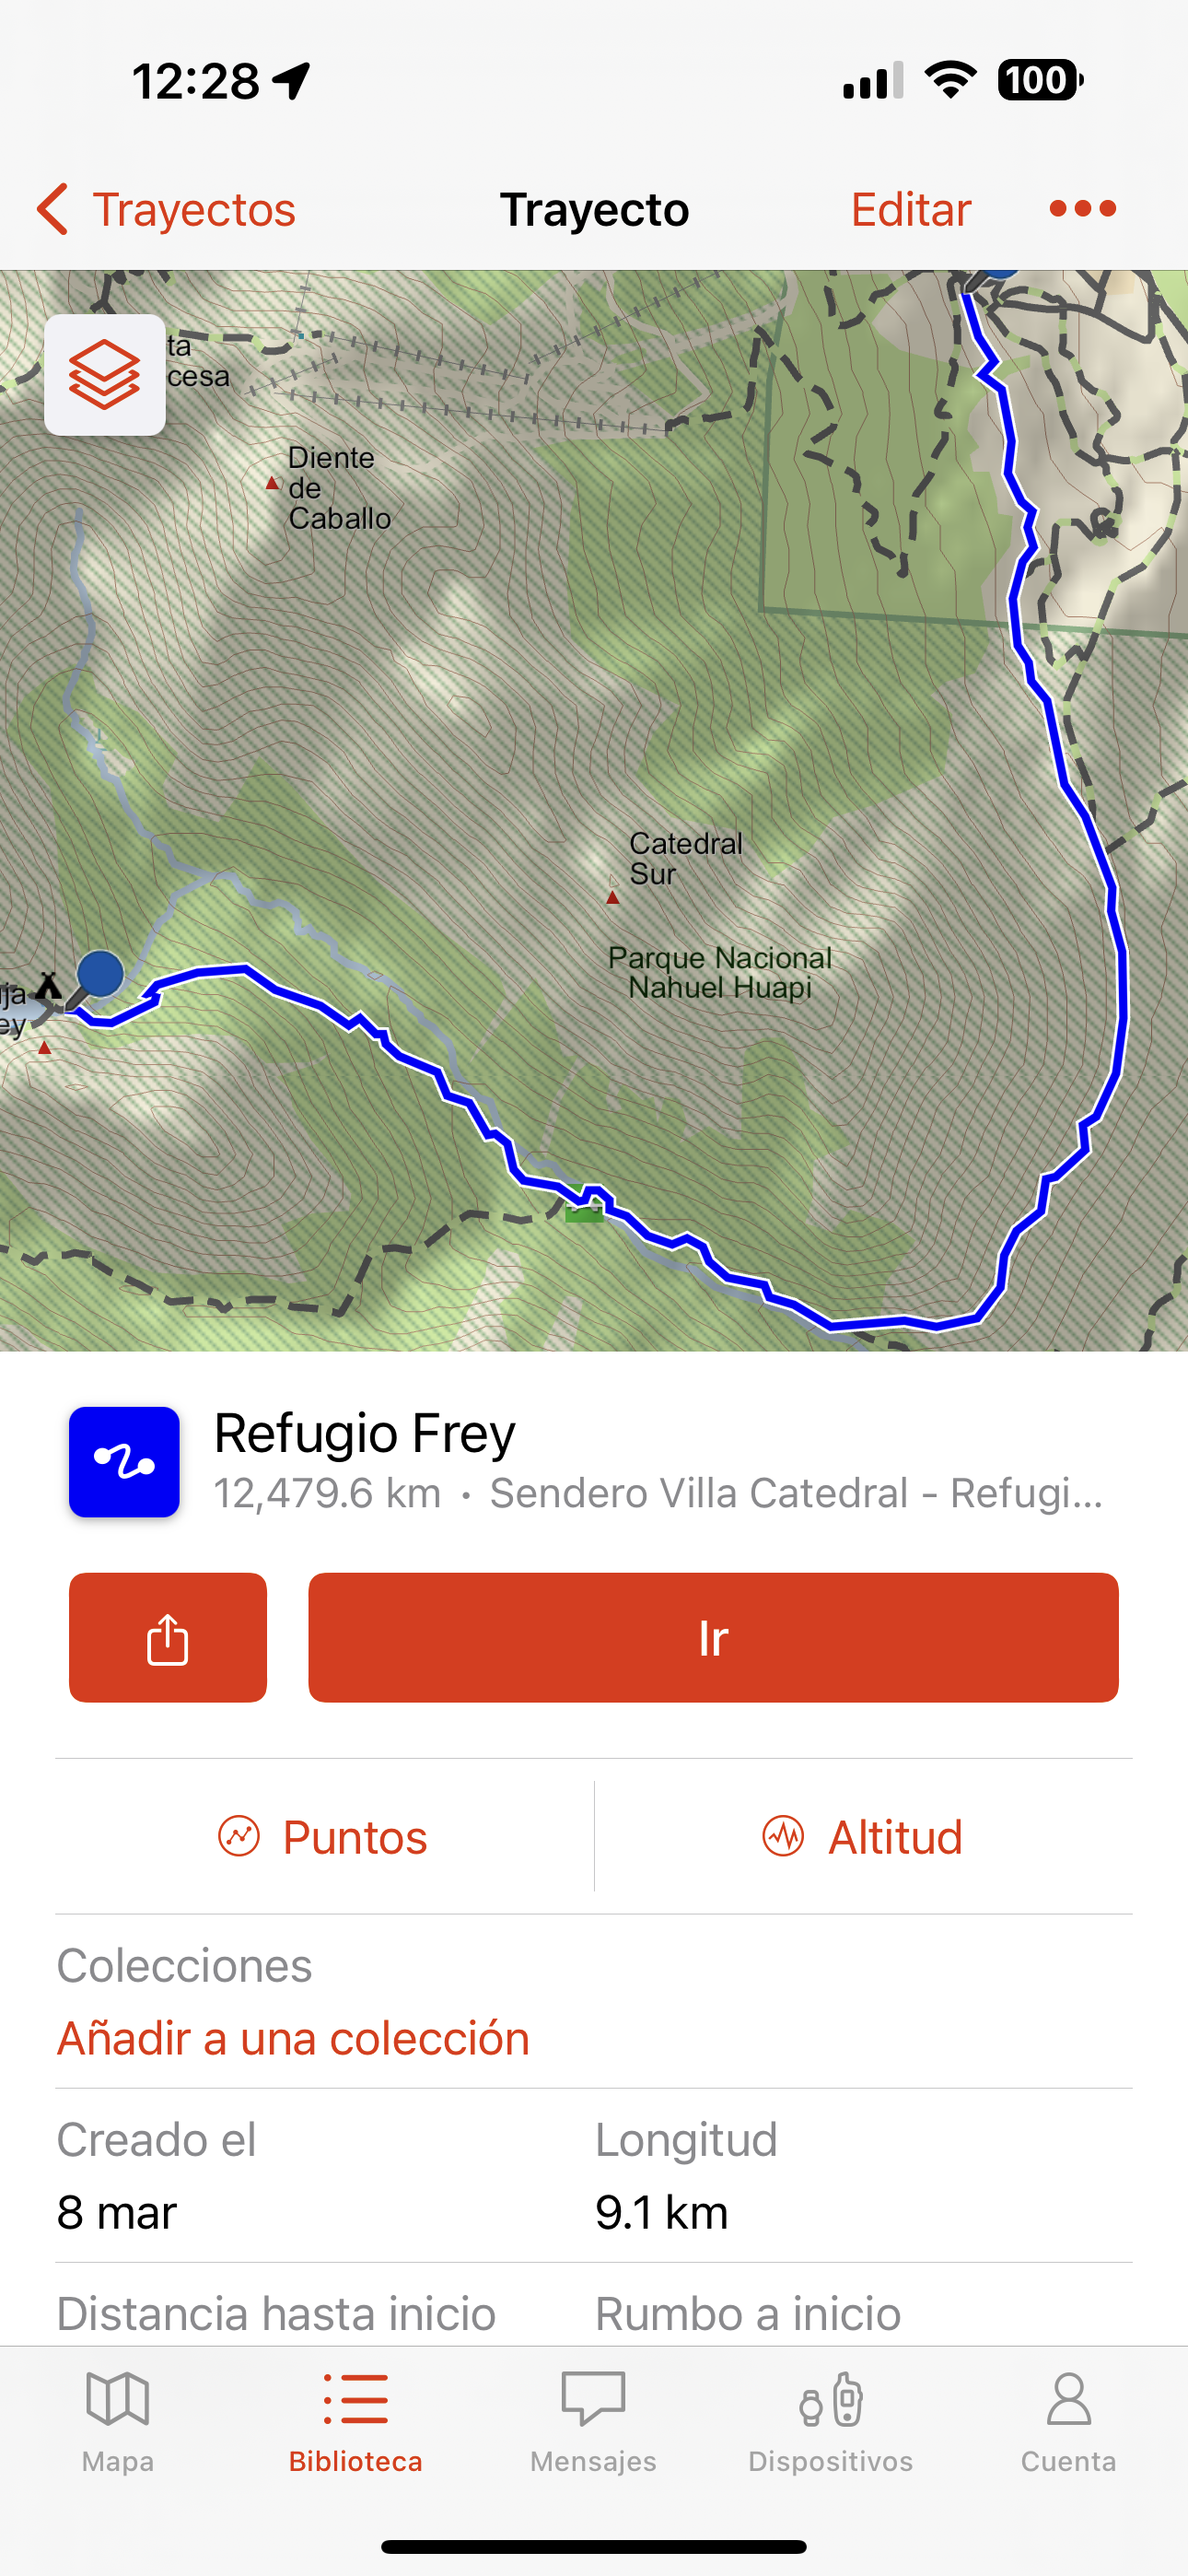 12:28
100
Trayectos
Trayecto
Editar
ta
cesa
Diente
de
Caballo
Catedral
Sur
Parque Nacional
Nahuel Huapi
ja
ey
Refugio Frey
12,479.6 km • Sendero Villa Catedral - Refugi...
Ir
Puntos
Altitud
Colecciones
Añadir a una colección
Creado el
Longitud
8 mar
9.1 km
Distancia hasta inicio
Rumbo a inicio
Mapa
Biblioteca
Mensajes
Dispositivos
Cuenta